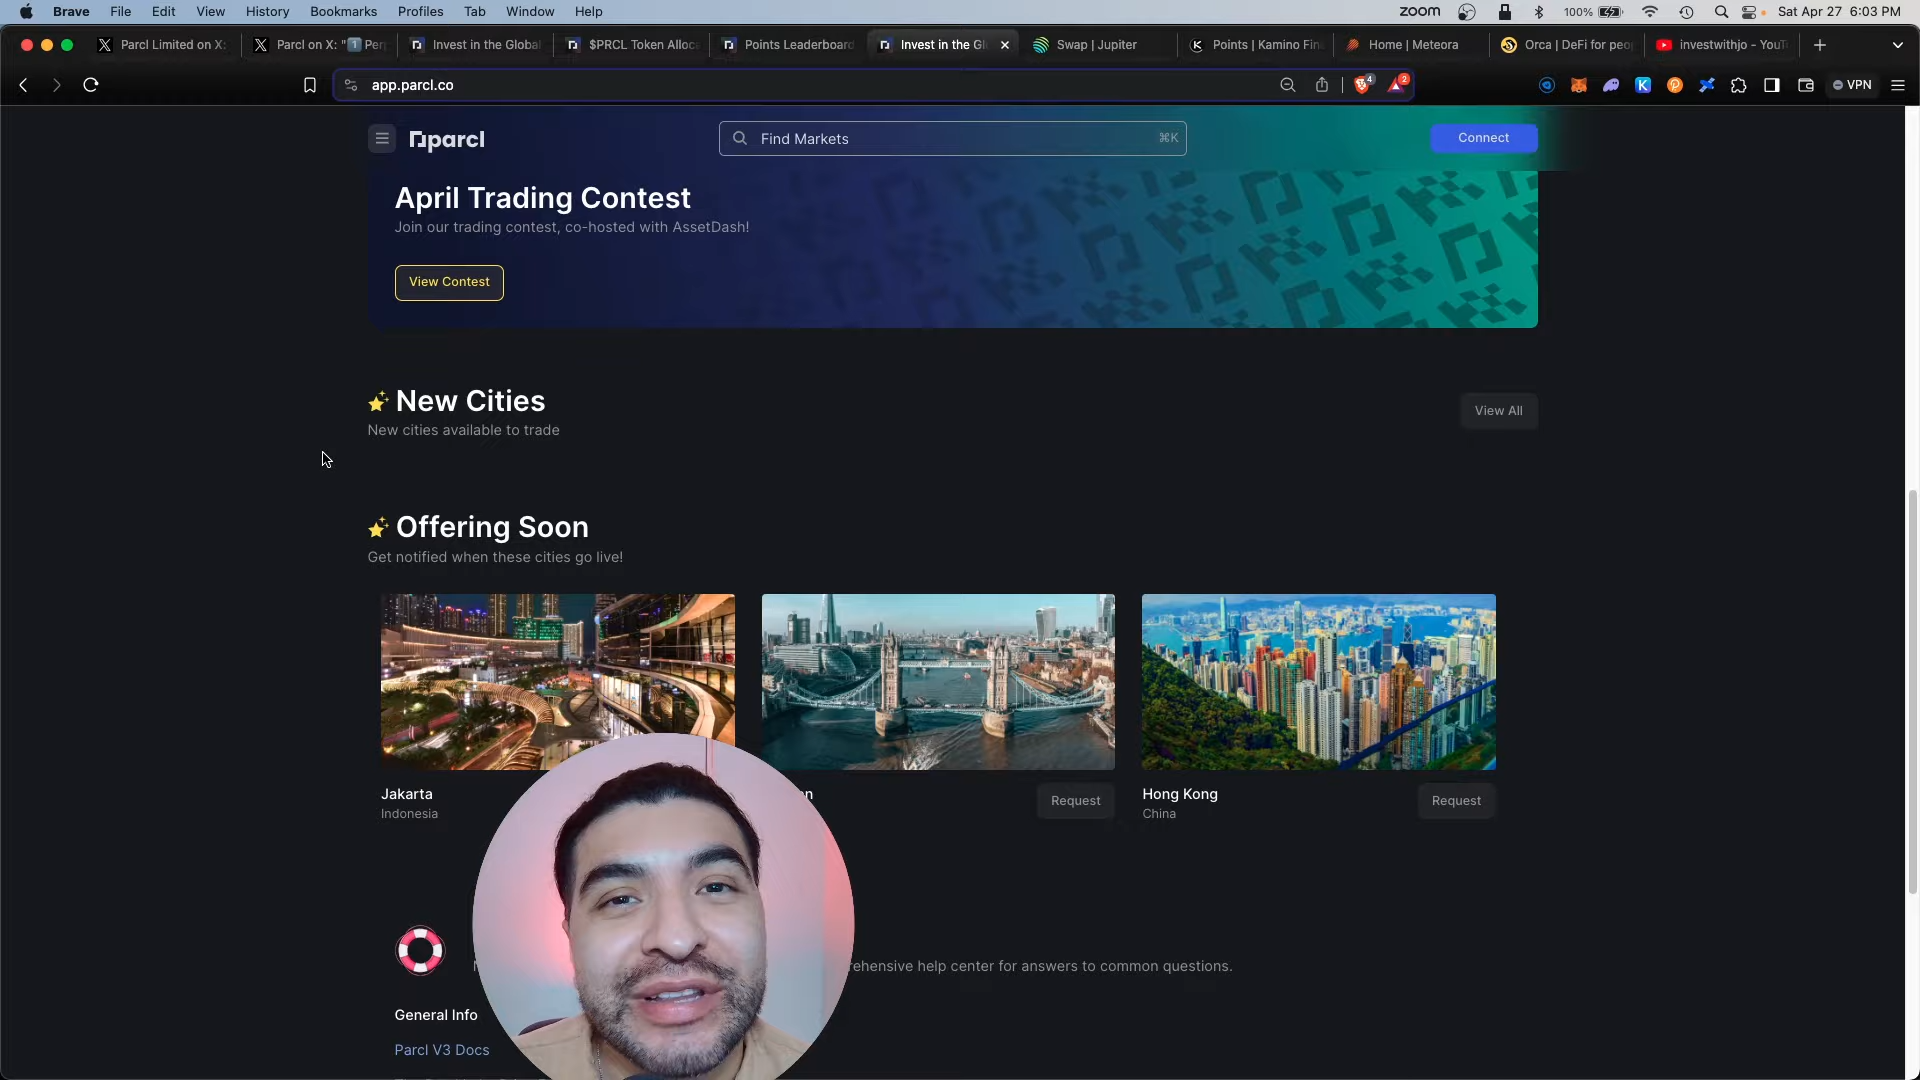 Brave File Edit View History Bookmarks Profiles Tab Window Help zoom 100% Sat Apr 27 6:03 PM
Parcl Limited on X: Parcl on X: "1 Per Invest in the Global $PRCL Token Alloc Points Leaderboard Invest in the Gl Swap | Jupiter Points | Kamino Fin Home | Meteora Orca | DeFi for peo investwithjo - YouT
app.parcl.co 4 2 VPN
parcl Find Markets ⌘K Connect
April Trading Contest
Join our trading contest, co-hosted with AssetDash!
View Contest
New Cities
View All
New cities available to trade
Offering Soon
Get notified when these cities go live!
Jakarta
Indonesia
n
Request
Hong Kong
China
Request
rehensive help center for answers to common questions.
General Info
Parcl V3 Docs